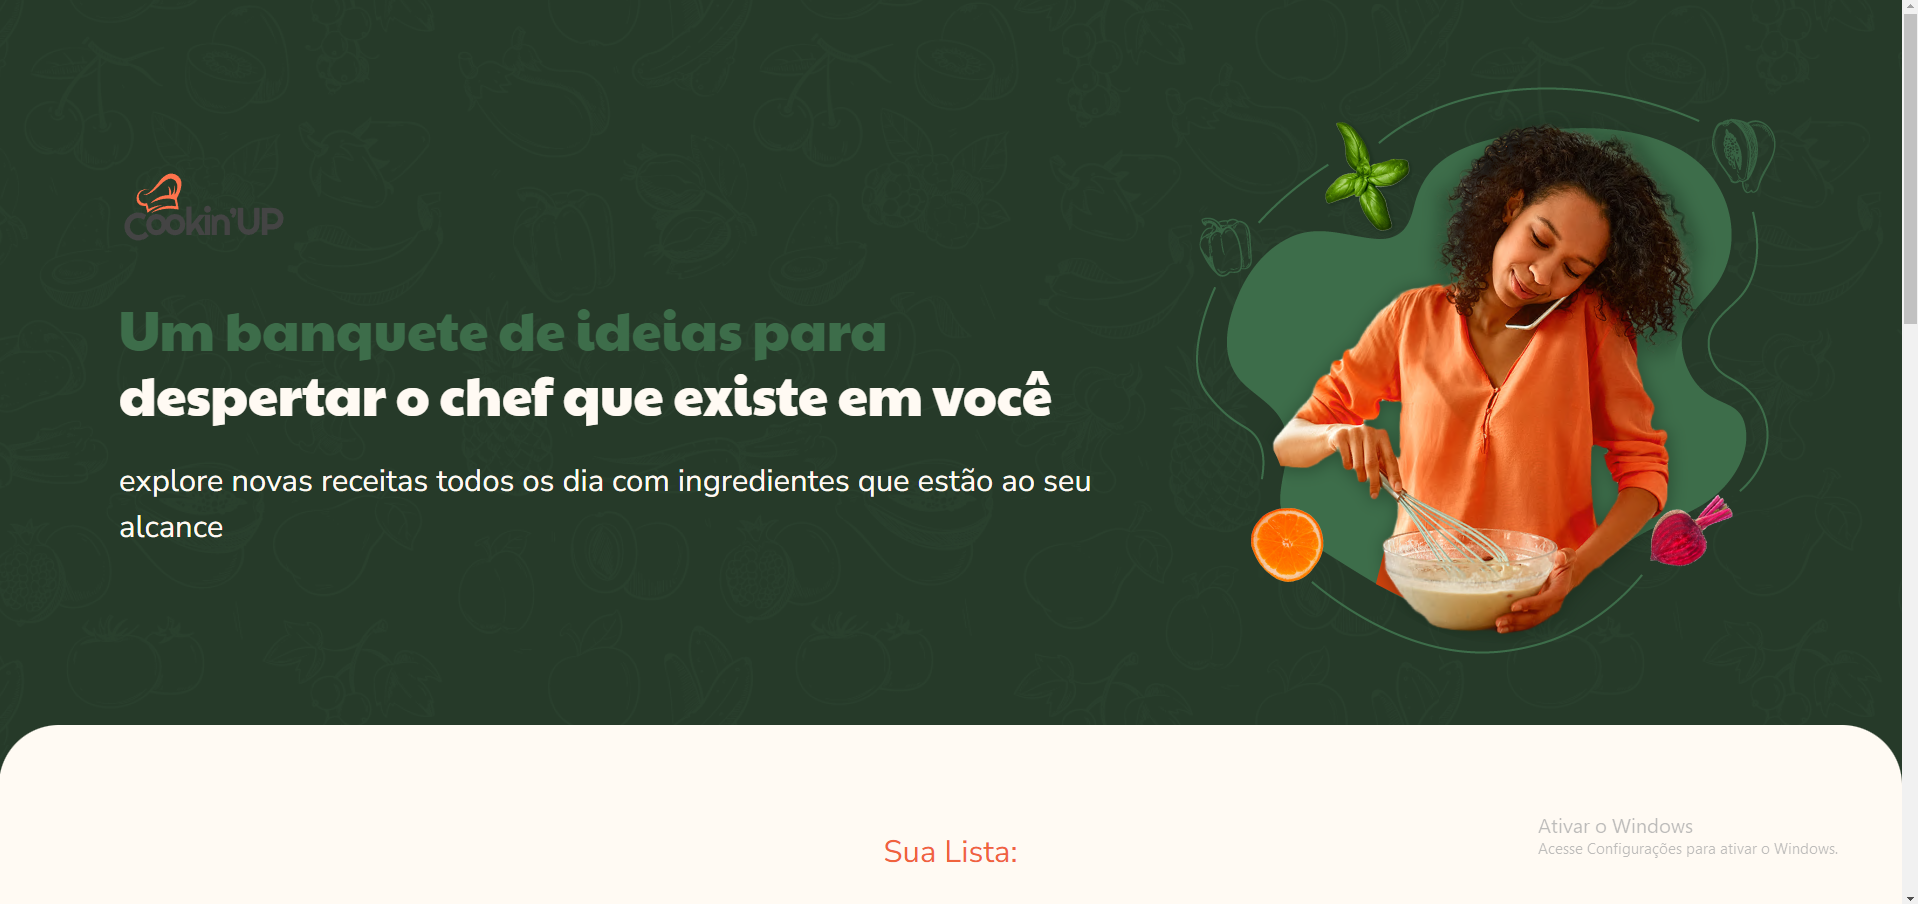 Cookin'UP
Um banquete de ideias para
despertar o chef que existe em você
explore novas receitas todos os dia com ingredientes que estão ao seu
alcance
Sua Lista:
Ativar o Windows
Acesse Configurações para ativar o Windows.